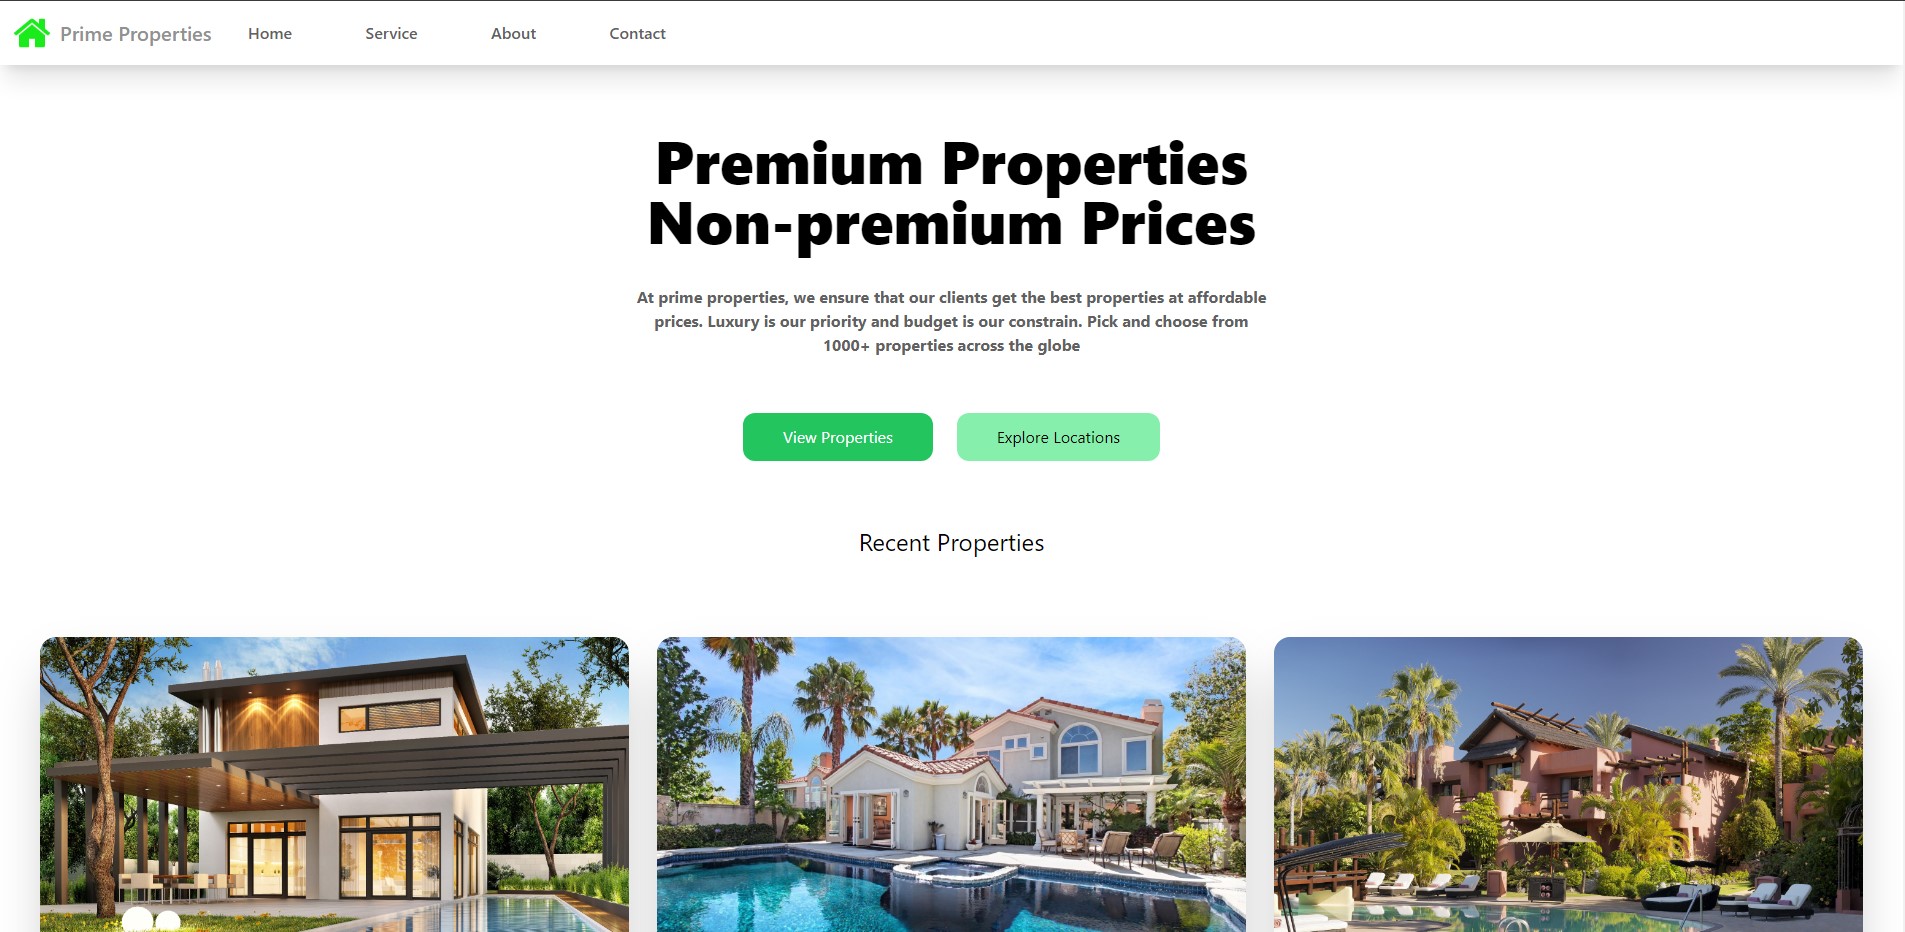 Prime Properties
Home
Service
About
Contact
Premium Properties
Non-premium Prices
At prime properties, we ensure that our clients get the best properties at affordable
prices. Luxury is our priority and budget is our constrain. Pick and choose from
1000+ properties across the globe
View Properties
Explore Locations
Recent Properties